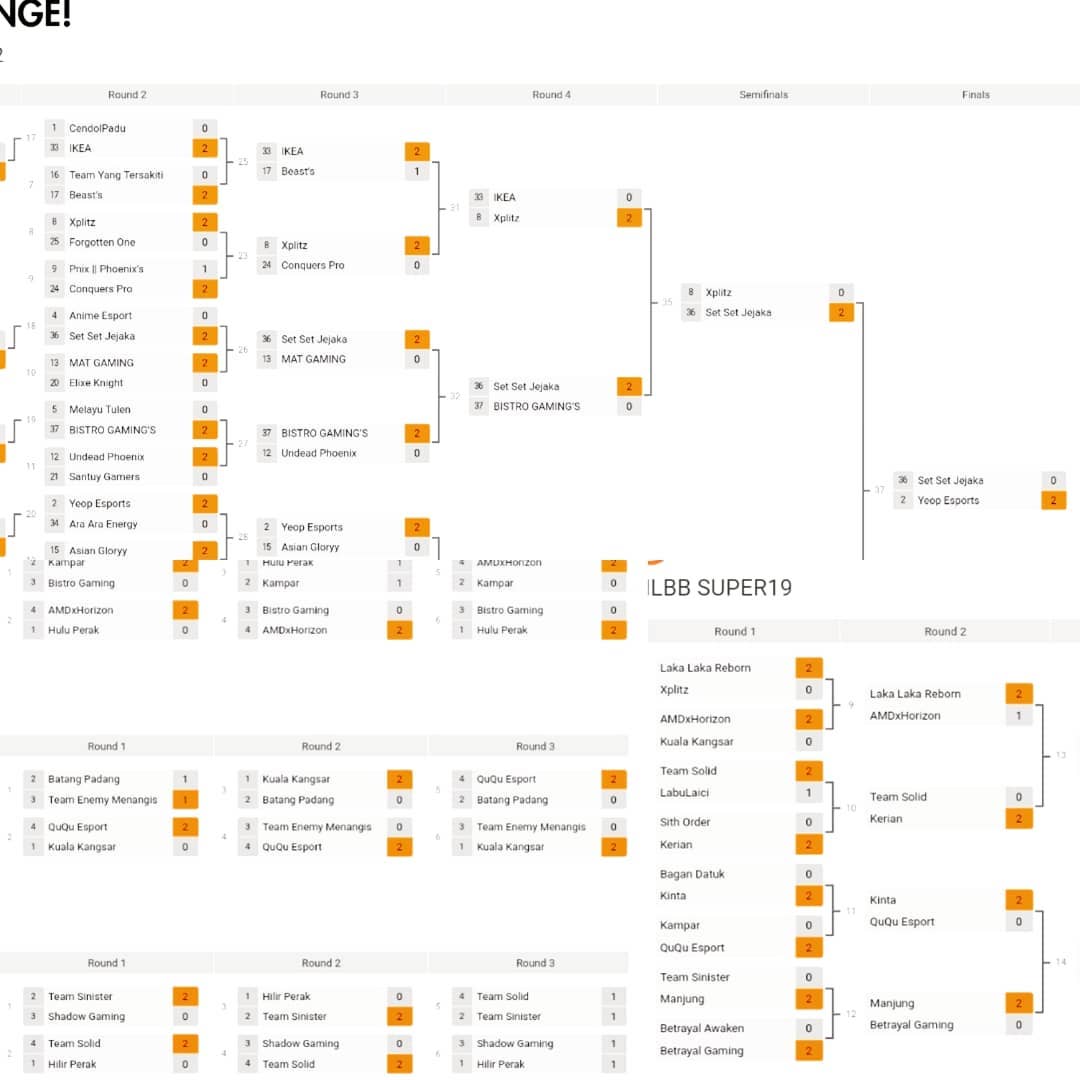 NGE!
2
Round 2 Round 3 Round 4 Semifinals Finals
17
1 CendolPadu 0
33 IKEA 2
7
16 Team Yang Tersakiti 0
17 Beast's 2
8
8 Xplitz 2
25 Forgotten One 0
9
9 Pnix || Phoenix's 1
24 Conquers Pro 2
18
4 Anime Esport 0
36 Set Set Jejaka 2
10
13 MAT GAMING 2
20 Elixe Knight 0
19
5 Melayu Tulen 0
37 BISTRO GAMING'S 2
11
12 Undead Phoenix 2
21 Santuy Gamers 0
20
2 Yeop Esports 2
34 Ara Ara Energy 0
15 Asian Gloryy 2
25
33 IKEA 2
17 Beast's 1
23
8 Xplitz 2
24 Conquers Pro 0
26
36 Set Set Jejaka 2
13 MAT GAMING 0
27
37 BISTRO GAMING'S 2
12 Undead Phoenix 0
28
2 Yeop Esports 2
15 Asian Gloryy 0
31
33 IKEA 0
8 Xplitz 2
32
36 Set Set Jejaka 2
37 BISTRO GAMING'S 0
35
8 Xplitz 0
36 Set Set Jejaka 2
37
36 Set Set Jejaka 0
2 Yeop Esports 2
1
2 Kampar 2
3 Bistro Gaming 0
2
4 AMDxHorizon 2
1 Hulu Perak 0
3
1 Hulu Perak 1
2 Kampar 1
4
3 Bistro Gaming 0
4 AMDxHorizon 2
5
4 AMDxHorizon 2
2 Kampar 0
6
3 Bistro Gaming 0
1 Hulu Perak 2
Round 1 Round 2 Round 3
1
2 Batang Padang 1
3 Team Enemy Menangis 1
2
4 QuQu Esport 2
1 Kuala Kangsar 0
3
1 Kuala Kangsar 2
2 Batang Padang 0
4
3 Team Enemy Menangis 0
4 QuQu Esport 2
5
4 QuQu Esport 2
2 Batang Padang 0
6
3 Team Enemy Menangis 0
1 Kuala Kangsar 2
Round 1 Round 2 Round 3
1
2 Team Sinister 2
3 Shadow Gaming 0
2
4 Team Solid 2
1 Hilir Perak 0
3
1 Hilir Perak 0
2 Team Sinister 2
4
3 Shadow Gaming 0
4 Team Solid 2
5
4 Team Solid 1
2 Team Sinister 1
6
3 Shadow Gaming 1
1 Hilir Perak 1
LBB SUPER19
Round 1 Round 2
Laka Laka Reborn 2
Xplitz 0
AMDxHorizon 2
Kuala Kangsar 0
Team Solid 2
LabuLaici 1
Sith Order 0
Kerian 2
Bagan Datuk 0
Kinta 2
Kampar 0
QuQu Esport 2
Team Sinister 0
Manjung 2
Betrayal Awaken 0
Betrayal Gaming 2
9
Laka Laka Reborn 2
AMDxHorizon 1
10
Team Solid 0
Kerian 2
11
Kinta 2
QuQu Esport 0
12
Manjung 2
Betrayal Gaming 0
13
14